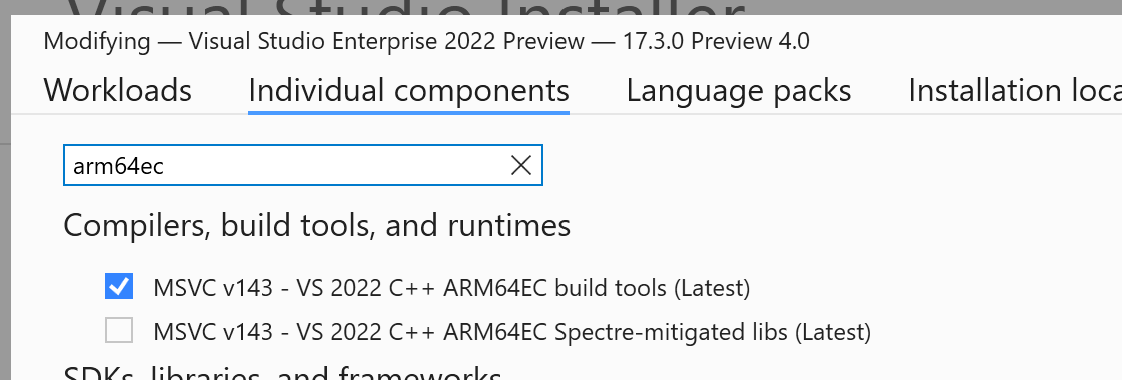 Visual Studio Installer
Modifying — Visual Studio Enterprise 2022 Preview — 17.3.0 Preview 4.0
Workloads Individual components Language packs Installation loca
arm64ec
Compilers, build tools, and runtimes
MSVC v143 - VS 2022 C++ ARM64EC build tools (Latest)
MSVC v143 - VS 2022 C++ ARM64EC Spectre-mitigated libs (Latest)
SDKs, libraries, and frameworks